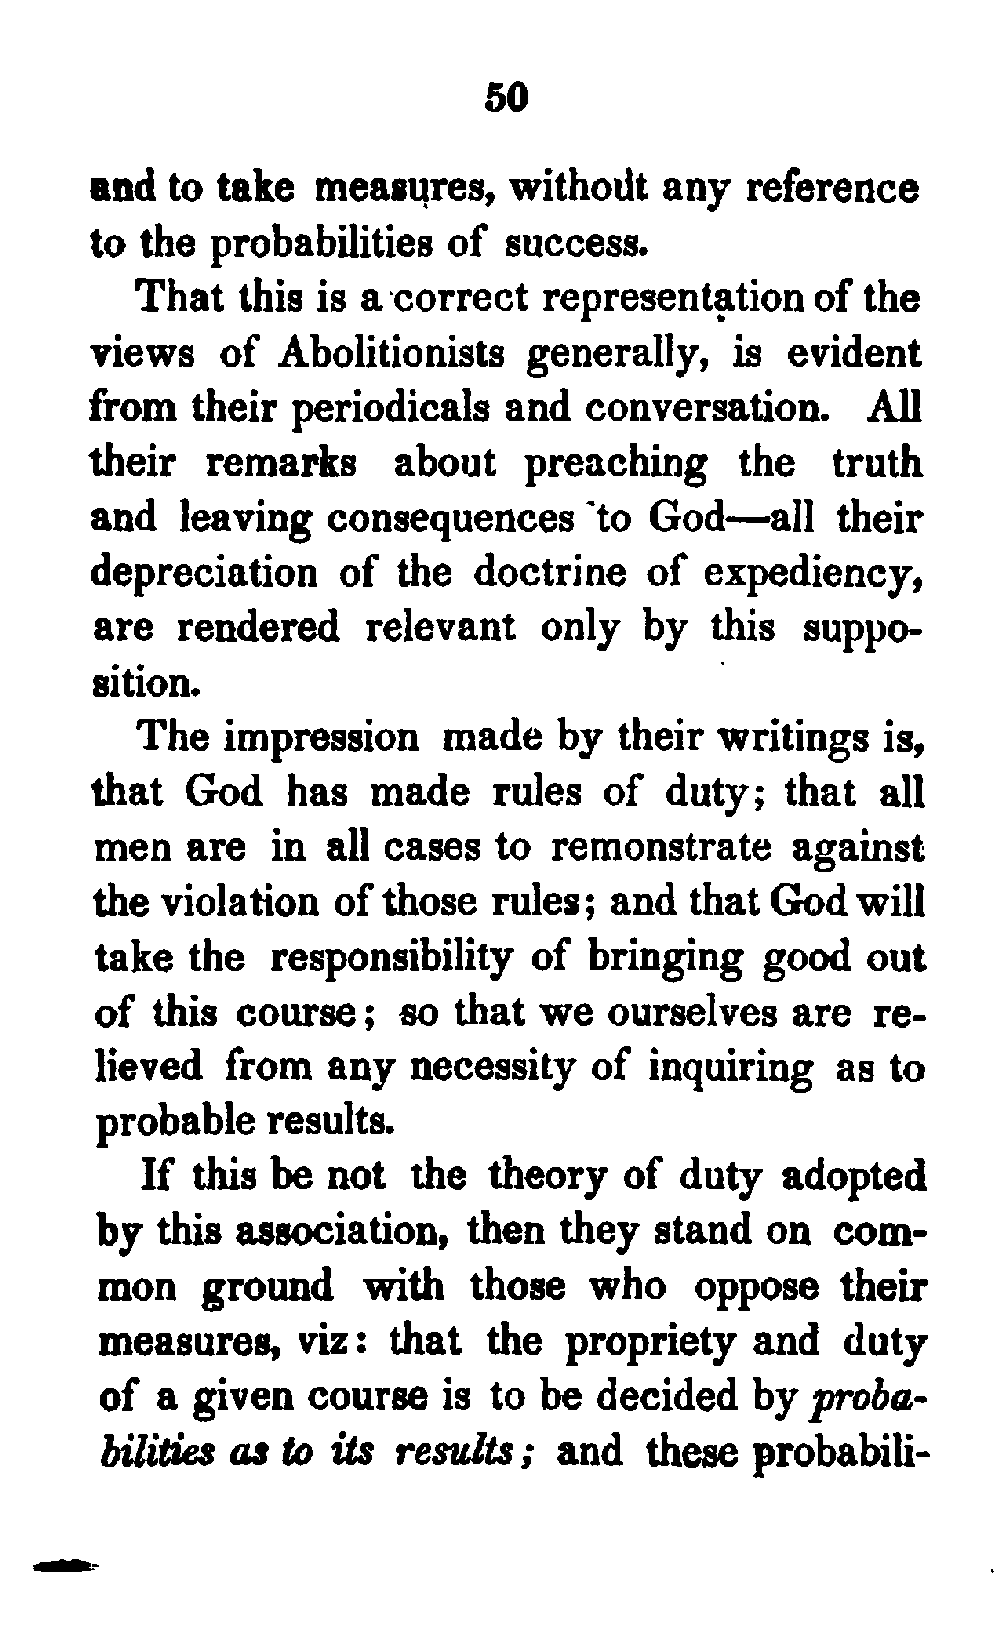 50
and to take measures, without any reference
to the probabilities of success.
That this is a correct representation of the
views of Abolitionists generally, is evident
from their periodicals and conversation. All
their remarks about preaching the truth
and leaving consequences to God—all their
depreciation of the doctrine of expediency,
are rendered relevant only by this suppo-
sition.
The impression made by their writings is,
that God has made rules of duty; that all
men are in all cases to remonstrate against
the violation of those rules; and that God will
take the responsibility of bringing good out
of this course; so that we ourselves are re-
lieved from any necessity of inquiring as to
probable results.
If this be not the theory of duty adopted
by this association, then they stand on com-
mon ground with those who oppose their
measures, viz: that the propriety and duty
of a given course is to be decided by proba-
bilities as to its results; and these probabili-